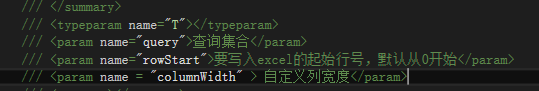 /// </summary>
/// <typeparam name="T"></typeparam>
/// <param name="query">查询集合</param>
/// <param name="rowStart">要写入excel的起始行号，默认从0开始</param>
/// <param name = "columnWidth" > 自定义列宽度</param>